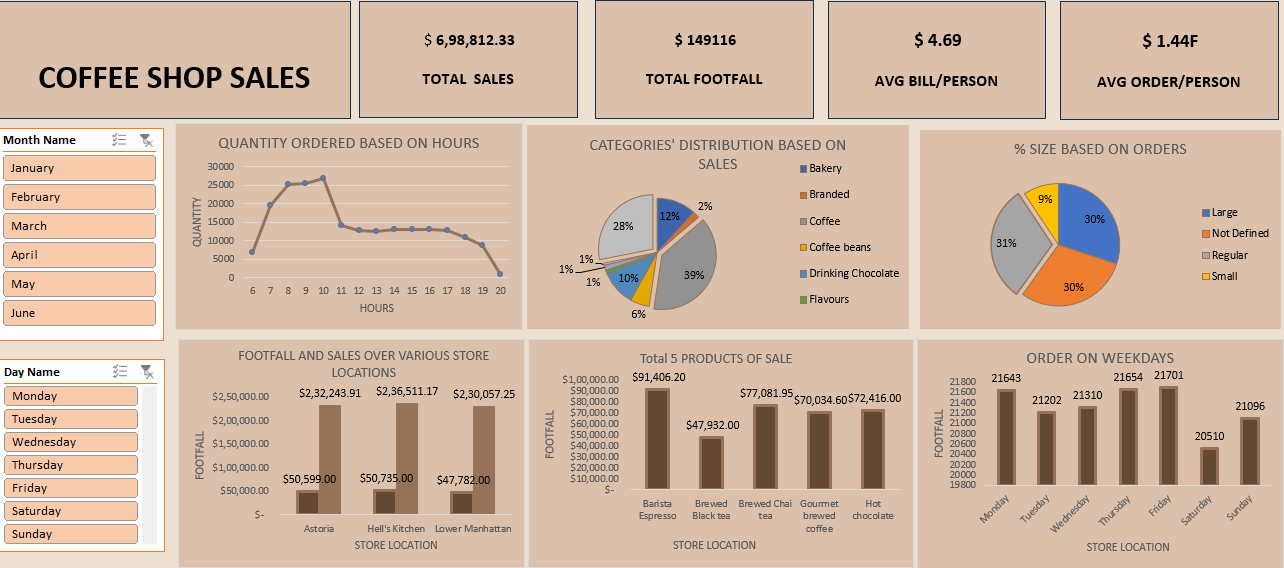 COFFEE SHOP SALES
$ 6,98,812.33
TOTAL SALES
$ 149116
TOTAL FOOTFALL
$ 4.69
AVG BILL/PERSON
$ 1.44F
AVG ORDER/PERSON
Month Name
January
February
March
April
May
June
Day Name
Monday
Tuesday
Wednesday
Thursday
Friday
Saturday
Sunday
QUANTITY ORDERED BASED ON HOURS
30000
25000
20000
15000
10000
5000
0
QUANTITY
6 7 8 9 10 11 12 13 14 15 16 17 18 19 20
HOURS
CATEGORIES' DISTRIBUTION BASED ON
SALES
12%
2%
39%
6%
10%
1%
1%
1%
28%
Bakery
Branded
Coffee
Coffee beans
Drinking Chocolate
Flavours
% SIZE BASED ON ORDERS
30%
30%
31%
9%
Large
Not Defined
Regular
Small
FOOTFALL AND SALES OVER VARIOUS STORE
LOCATIONS
$2,50,000.00
$2,00,000.00
$1,50,000.00
$1,00,000.00
$50,000.00
$-
FOOTFALL
$2,32,243.91
$2,36,511.17
$2,30,057.25
$50,599.00
$50,735.00
$47,782.00
Astoria
Hell's Kitchen
Lower Manhattan
STORE LOCATION
Total 5 PRODUCTS OF SALE
$1,00,000.00
$90,000.00
$80,000.00
$70,000.00
$60,000.00
$50,000.00
$40,000.00
$30,000.00
$20,000.00
$10,000.00
$-
FOOTFALL
$91,406.20
$47,932.00
$77,081.95
$70,034.60
$72,416.00
Barista
Espresso
Brewed
Black tea
Brewed Chai
tea
Gourmet
brewed
coffee
Hot
chocolate
STORE LOCATION
ORDER ON WEEKDAYS
21800
21600
21400
21200
21000
20800
20600
20400
20200
20000
19800
FOOTFALL
21643
21202
21310
21654
21701
20510
21096
Monday
Tuesday
Wednesday
Thursday
Friday
Saturday
Sunday
STORE LOCATION